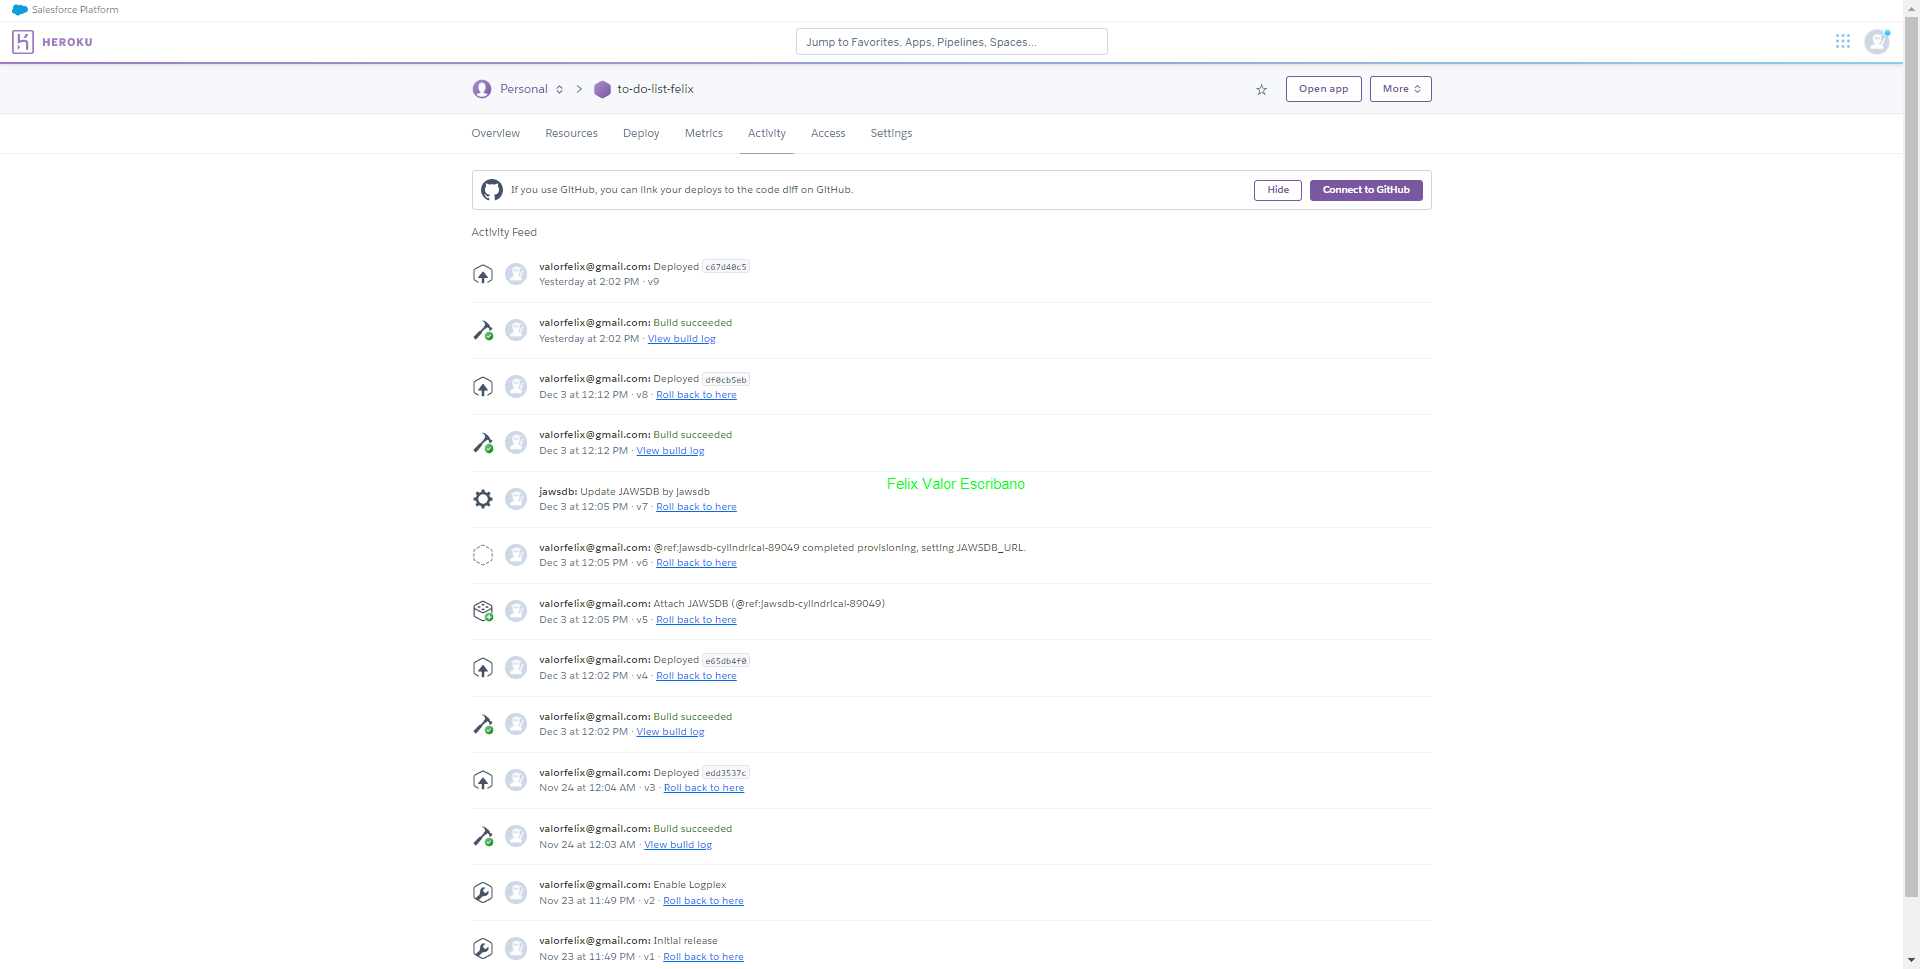 Salesforce Platform
HEROKU
Jump to Favorites, Apps, Pipelines, Spaces...
Personal > to-do-list-felix
Open app
More
Overview Resources Deploy Metrics Activity Access Settings
If you use GitHub, you can link your deploys to the code diff on GitHub.
Hide
Connect to GitHub
Activity Feed
valorfelix@gmail.com: Deployed c67d40c5
Yesterday at 2:02 PM · v9
valorfelix@gmail.com: Build succeeded
Yesterday at 2:02 PM · View build log
valorfelix@gmail.com: Deployed df0cb5eb
Dec 3 at 12:12 PM · v8 · Roll back to here
valorfelix@gmail.com: Build succeeded
Dec 3 at 12:12 PM · View build log
Felix Valor Escribano
jawsdb: Update JAWSDB by jawsdb
Dec 3 at 12:05 PM · v7 · Roll back to here
valorfelix@gmail.com: @ref:jawsdb-cylindrical-89049 completed provisioning, setting JAWSDB_URL.
Dec 3 at 12:05 PM · v6 · Roll back to here
valorfelix@gmail.com: Attach JAWSDB (@ref:jawsdb-cylindrical-89049)
Dec 3 at 12:05 PM · v5 · Roll back to here
valorfelix@gmail.com: Deployed e65db4f0
Dec 3 at 12:02 PM · v4 · Roll back to here
valorfelix@gmail.com: Build succeeded
Dec 3 at 12:02 PM · View build log
valorfelix@gmail.com: Deployed edd3537c
Nov 24 at 12:04 AM · v3 · Roll back to here
valorfelix@gmail.com: Build succeeded
Nov 24 at 12:03 AM · View build log
valorfelix@gmail.com: Enable Logplex
Nov 23 at 11:49 PM · v2 · Roll back to here
valorfelix@gmail.com: Initial release
Nov 23 at 11:49 PM · v1 · Roll back to here